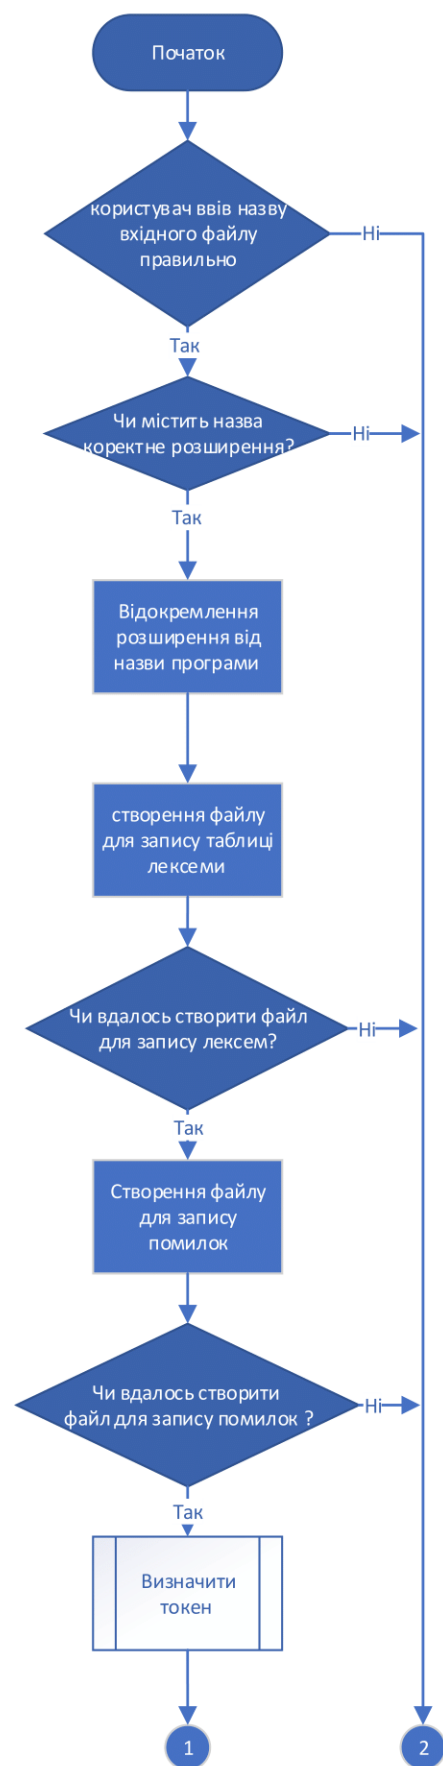 Початок
користувач ввів назву
вхідного файлу
правильно
Ні
Так
Чи містить назва
коректне розширення?
Ні
Так
Відокремлення
розширення від
назви програми
створення файлу
для запису таблиці
лексеми
Чи вдалось створити файл
для запису лексем?
Ні
Так
Створення файлу
для запису
помилок
Чи вдалось створити
файл для запису помилок ?
Ні
Так
Визначити
токен
1
2